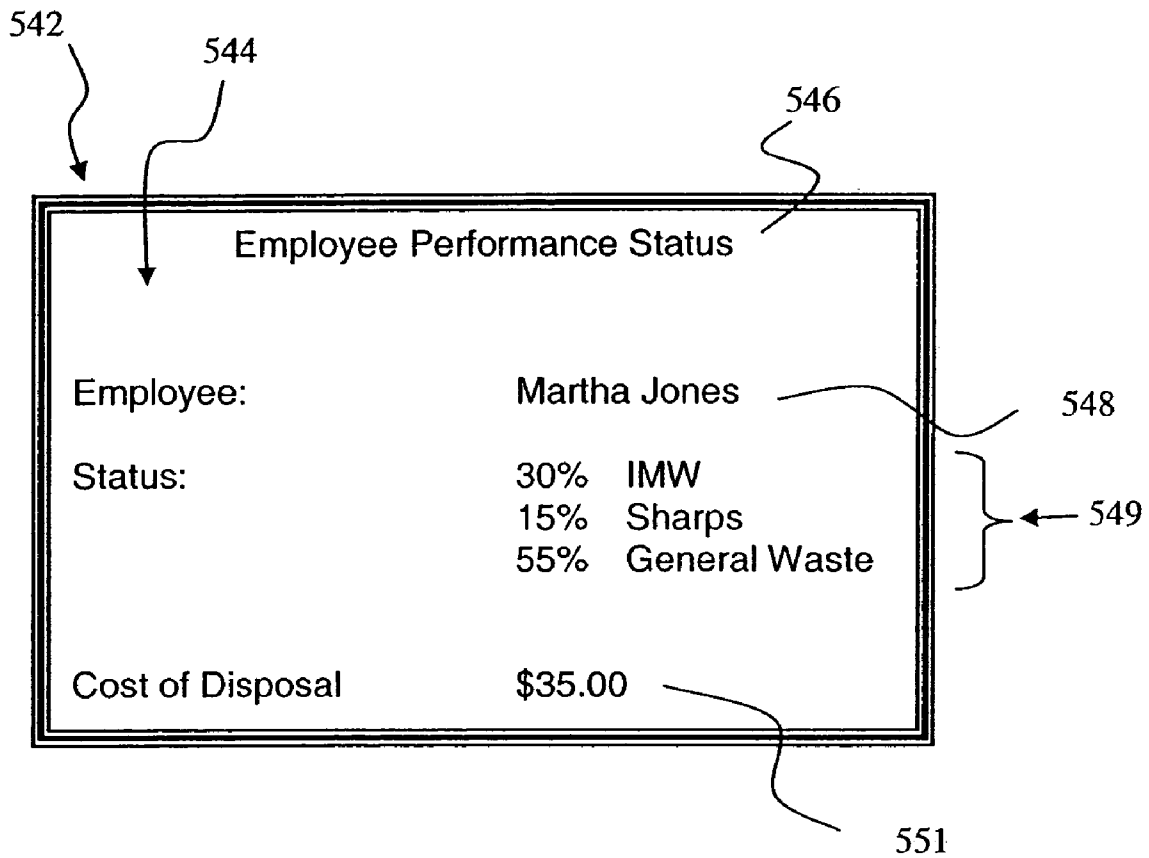 542
544
546
Employee Performance Status
Employee: Martha Jones
548
Status: 30% IMW
15% Sharps
549
55% General Waste
Cost of Disposal $35.00
551